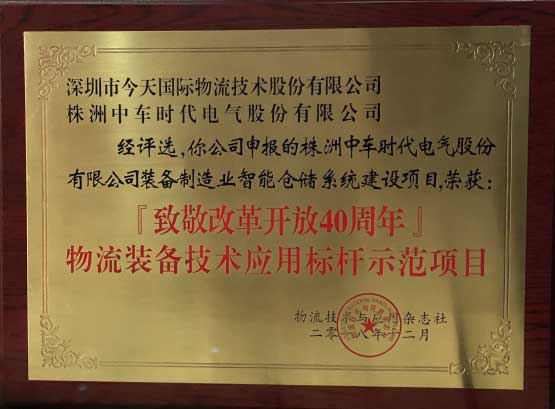 深圳市今天国际物流技术股份有限公司
株洲中车时代电气股份有限公司
经评选,你公司申报的株洲中车时代电气股份
有限公司装备制造业智能仓储系统建设项目,荣获:
『致敬改革开放40周年』
物流装备技术应用标杆示范项目
物流技术与应用杂志社
二零一八年十二月